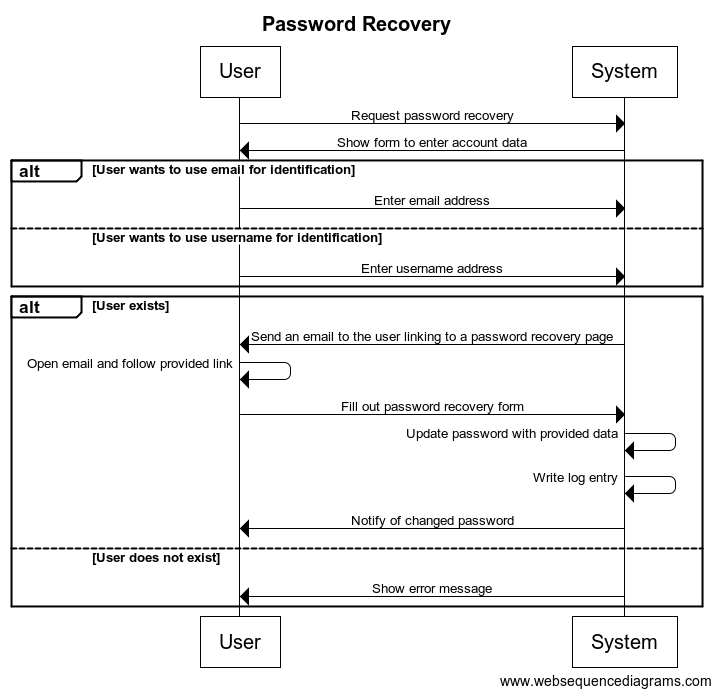 Password Recovery
User
System
Request password recovery
Show form to enter account data
alt
[User wants to use email for identification]
Enter email address
[User wants to use username for identification]
Enter username address
alt
[User exists]
Send an email to the user linking to a password recovery page
Open email and follow provided link
Fill out password recovery form
Update password with provided data
Write log entry
Notify of changed password
[User does not exist]
Show error message
User
System
www.websequencediagrams.com